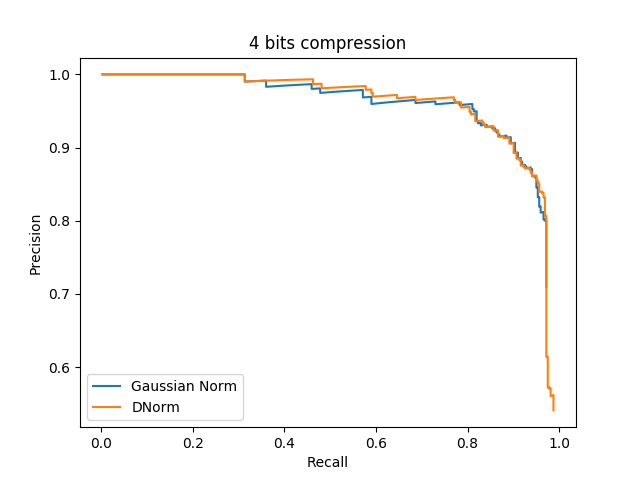 4 bits compression
1.0
0.9
0.8
0.7
0.6
Precision
Gaussian Norm
DNorm
0.0 0.2 0.4 0.6 0.8 1.0
Recall